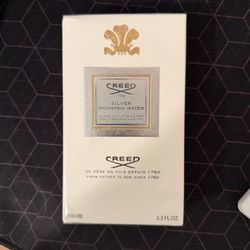 CREED
SILVER
MOUNTAIN WATER
CREED
DE PÈRE EN FILS DEPUIS 1760
FROM FATHER TO SON SINCE 1760
100 ML
3.3 FL.OZ